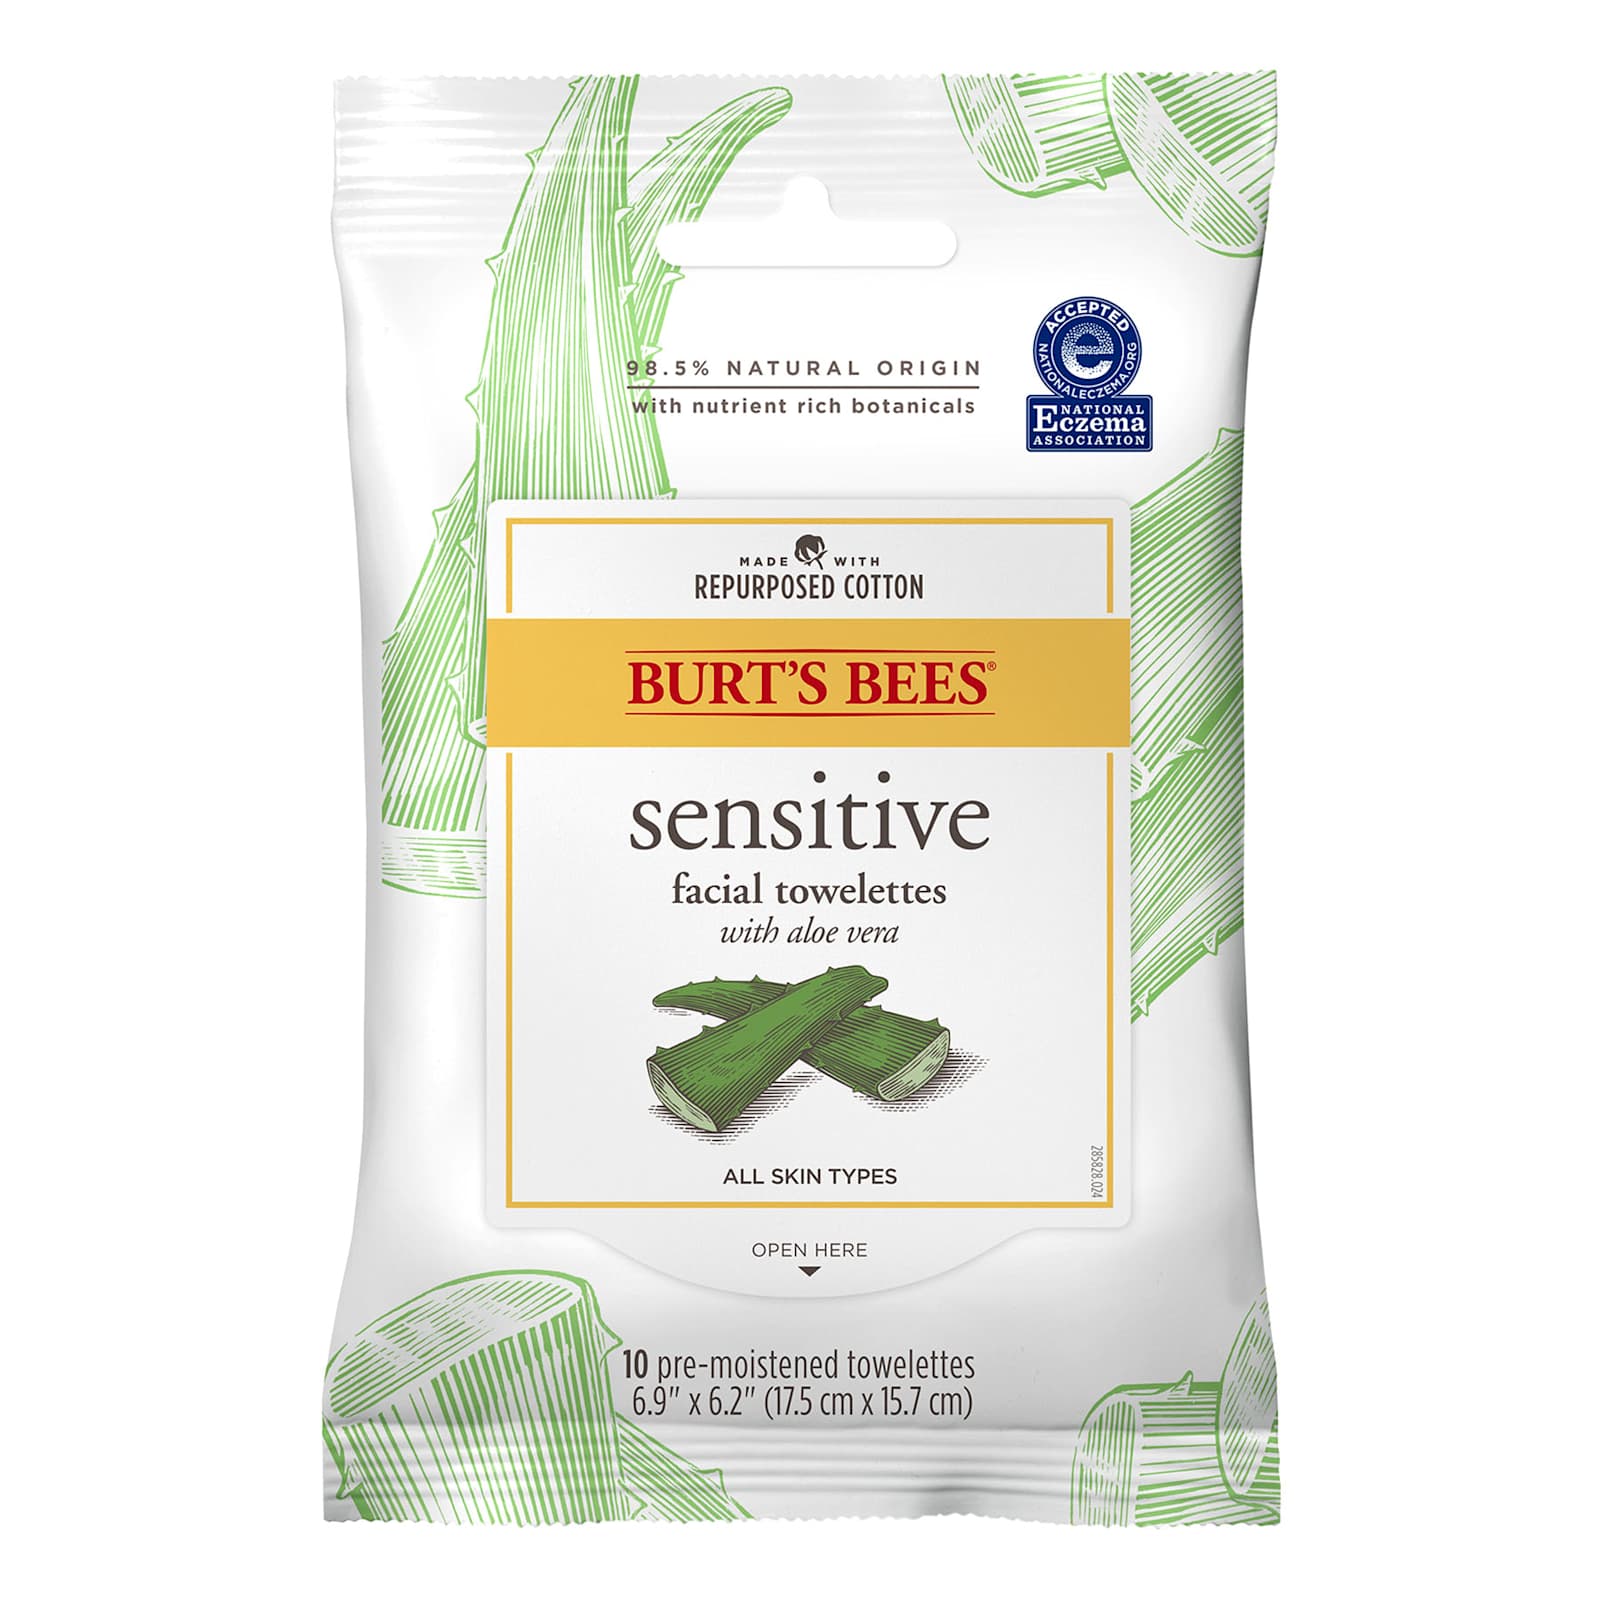 98.5% NATURAL ORIGIN
with nutrient rich botanicals
ACCEPTED
NATIONALECZEMA.ORG
e
NATIONAL
Eczema
ASSOCIATION
MADE WITH
REPURPOSED COTTON
BURT'S BEES®
sensitive
facial towelettes
with aloe vera
ALL SKIN TYPES
285828.024
OPEN HERE
10 pre-moistened towelettes
6.9" x 6.2" (17.5 cm x 15.7 cm)